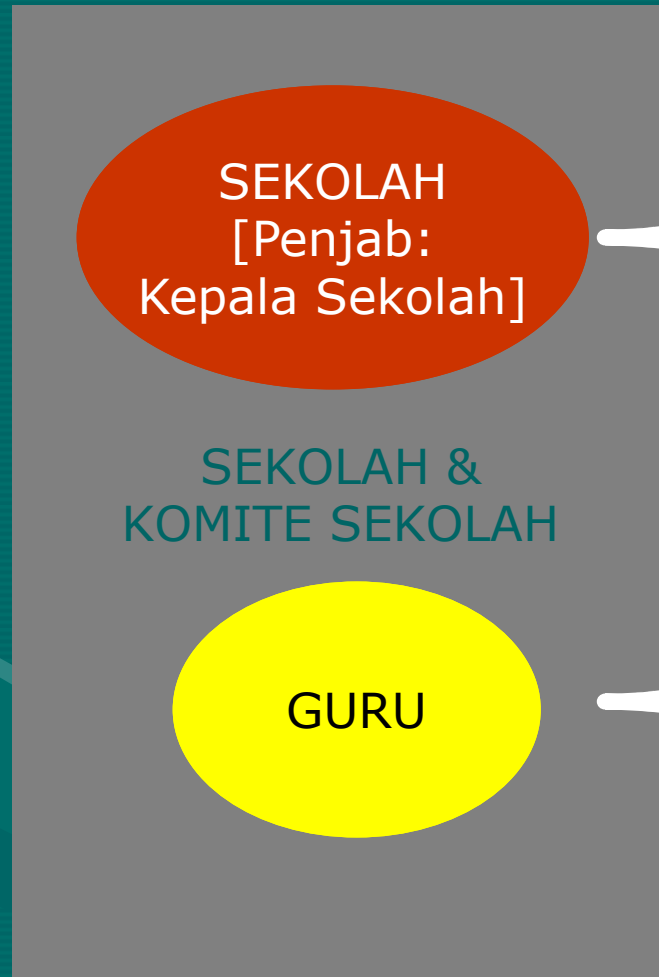 SEKOLAH
[Penjab:
Kepala Sekolah]
SEKOLAH &
KOMITE SEKOLAH
GURU